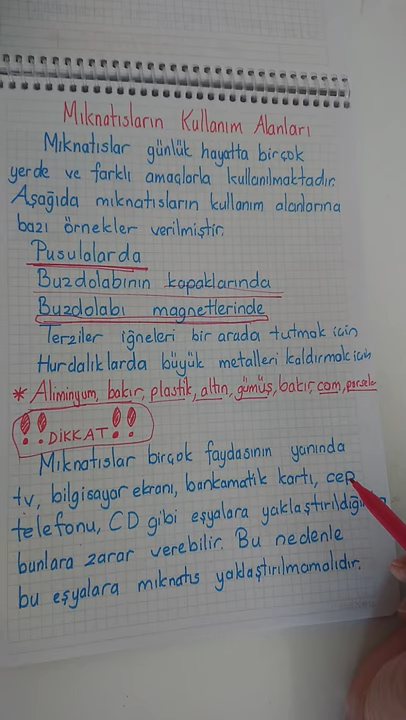 Mıknatısların Kullanım Alanları
Mıknatıslar günlük hayatta birçok
yerde ve farklı amaçlarla kullanılmaktadır.
Aşağıda mıknatısların kullanım alanlarına
bazı örnekler verilmiştir.
Pusulalarda
Buzdolabının kapaklarında
Buzdolabı magnetlerinde
Terziler iğneleri bir arada tutmak için
Hurdalıklarda büyük metalleri kaldırmak için
* Aliminyum, bakır, plastik, altın, gümüş, bakır, cam, porselen
!! DİKKAT !!
Mıknatıslar birçok faydasının yanında
tv, bilgisayar ekranı, bankamatik kartı, cep
telefonu, CD gibi eşyalara
bunlara zarar verebilir. Bu nedenle
bu eşyalara mıknatıs yaklaştırılmamalıdır.